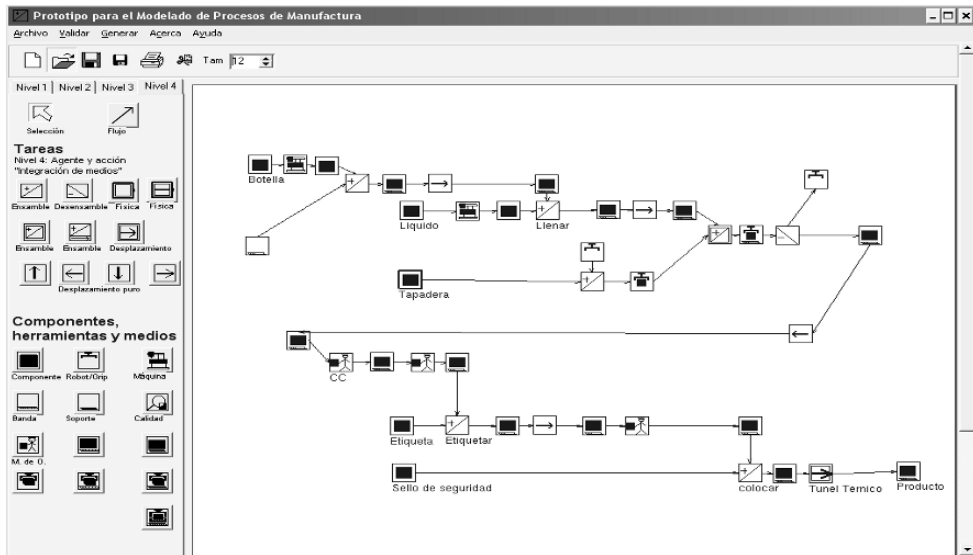 Prototipo para el Modelado de Procesos de Manufactura
Archivo Validar Generar Acerca Ayuda
Tam 12
Nivel 1 Nivel 2 Nivel 3 Nivel 4
Selección Flujo
Tareas
Nivel 4: Agente y acción
"Integración de medios"
Ensamble Desensamble Física Física
Ensamble Ensamble Desplazamiento
Desplazamiento puro
Componentes,
herramientas y medios
Componente Robot/Grip Máquina
Banda Soporte Calidad
M. de O.
Botella
Liquido Llenar
Tapadera
CC
Etiqueta Etiquetar
Sello de seguridad colocar Tunel Ternico Producto